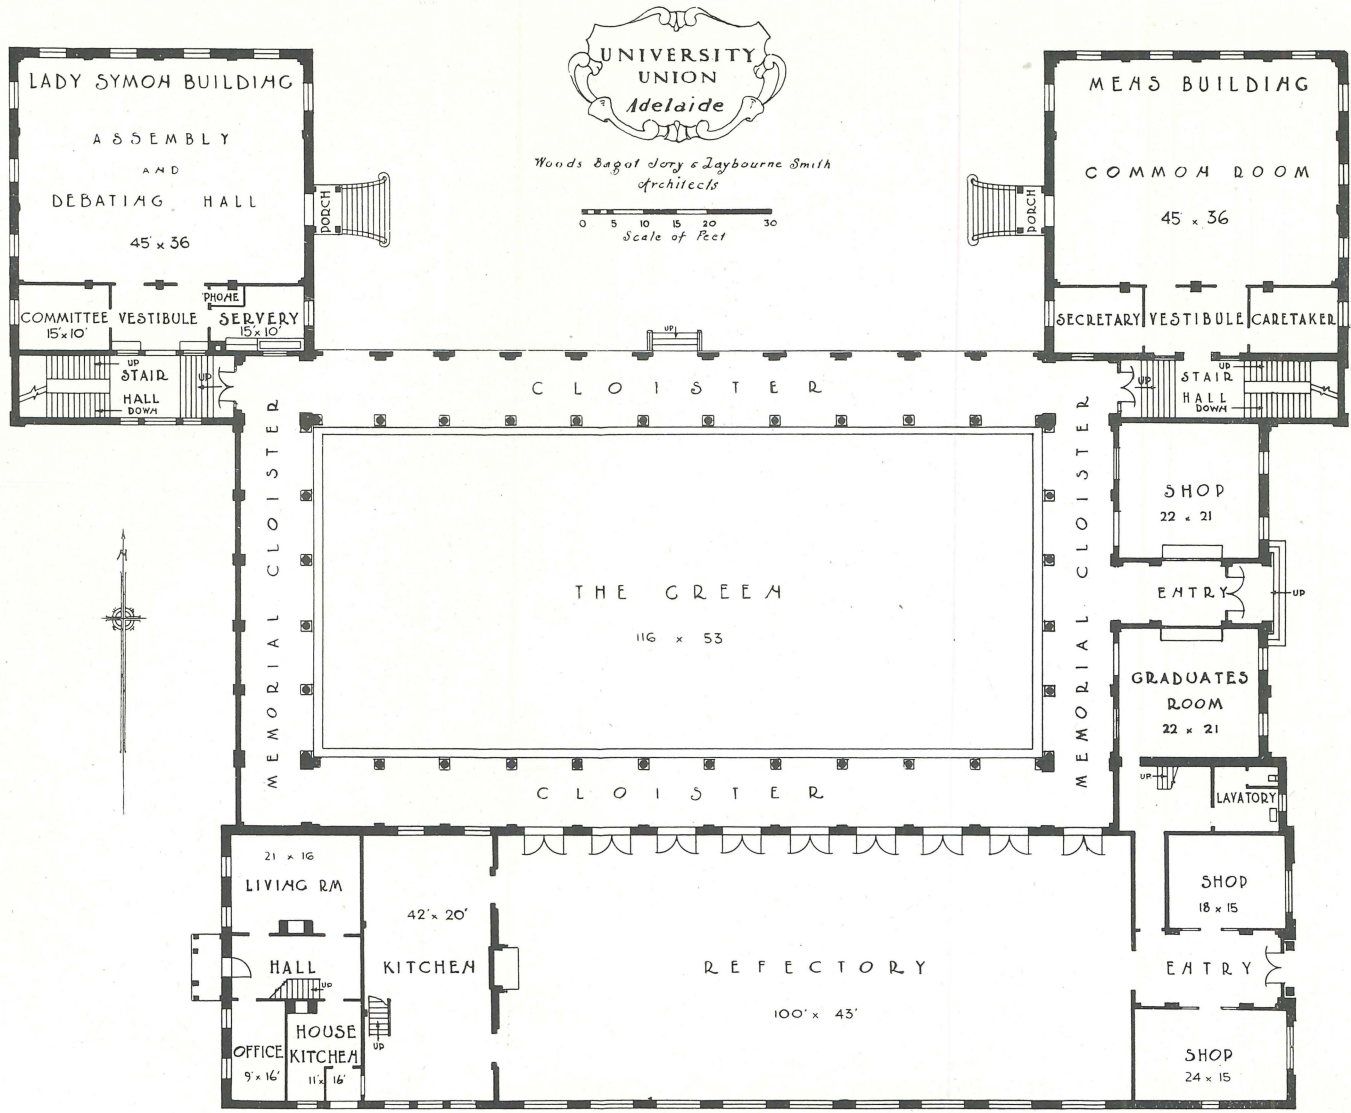 UNIVERSITY
UNION
Adelaide
Woods Bagot Jory & Laybourne Smith
Architects
0 5 10 15 20 30
Scale of Feet
LADY SYMON BUILDING
ASSEMBLY
AND
DEBATING HALL
45' x 36
PORCH
COMMITTEE
15' x 10'
VESTIBULE
PHONE
SERVERY
15' x 10'
UP
STAIR
HALL
DOWN
UP
MENS BUILDING
COMMON ROOM
45' x 36
PORCH
SECRETARY
VESTIBULE
CARETAKER
UP
UP
STAIR
HALL
DOWN
UP
CLOISTER
MEMORIAL CLOISTER
MEMORIAL CLOISTER
N
THE GREEN
116 x 53
CLOISTER
SHOP
22 x 21
ENTRY
UP
GRADUATES
ROOM
22 x 21
UP
LAVATORY
21 x 16
LIVING RM
HALL
UP
OFFICE
9' x 16'
HOUSE
KITCHEN
11' x 16'
42' x 20'
KITCHEN
UP
REFECTORY
100' x 43'
SHOP
18 x 15
ENTRY
SHOP
24 x 15